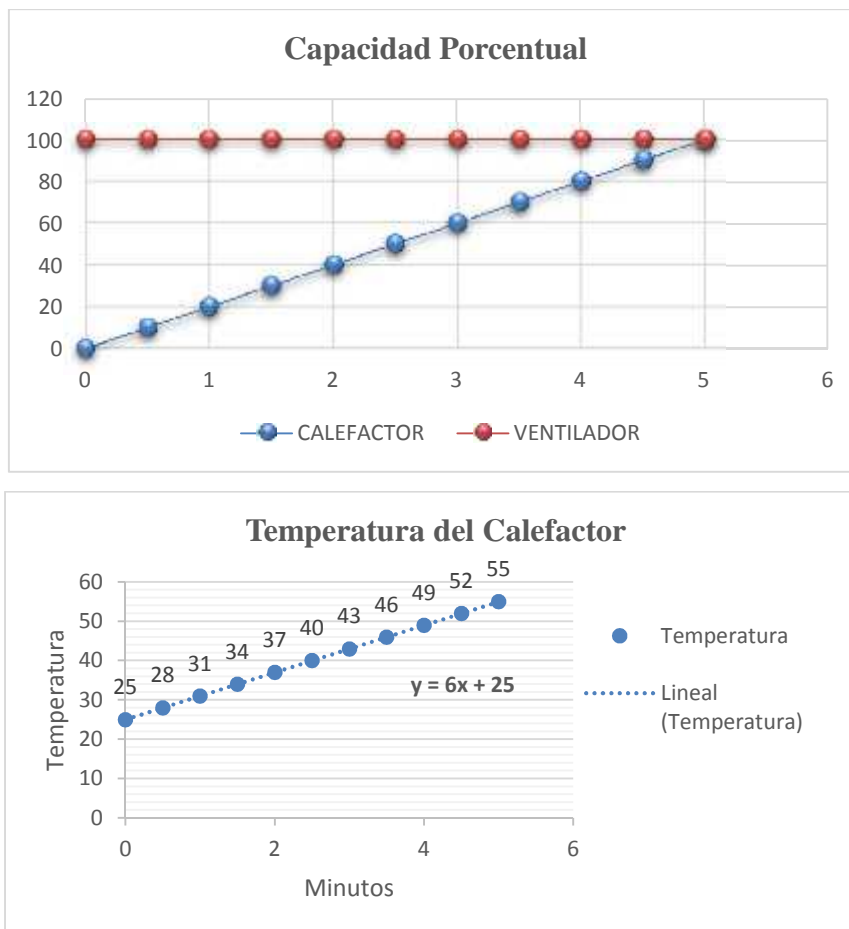 Capacidad Porcentual
120
100
80
60
40
20
0
0 1 2 3 4 5 6
CALEFACTOR VENTILADOR
Temperatura del Calefactor
Temperatura
60
50
40
30
20
10
0
25 28 31 34 37 40 43 46 49 52 55
y = 6x + 25
0 2 4 6
Minutos
Temperatura
Lineal
(Temperatura)